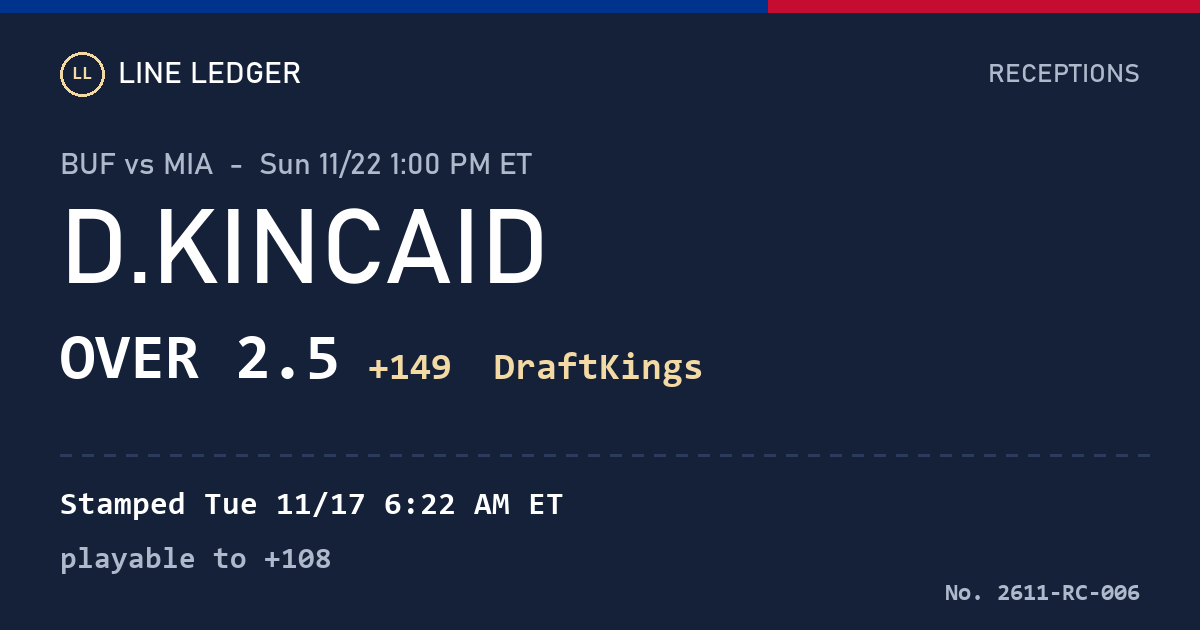 LL LINE LEDGER
RECEPTIONS
BUF vs MIA - Sun 11/22 1:00 PM ET
D.KINCAID
OVER 2.5 +149 DraftKings
Stamped Tue 11/17 6:22 AM ET
playable to +108
No. 2611-RC-006